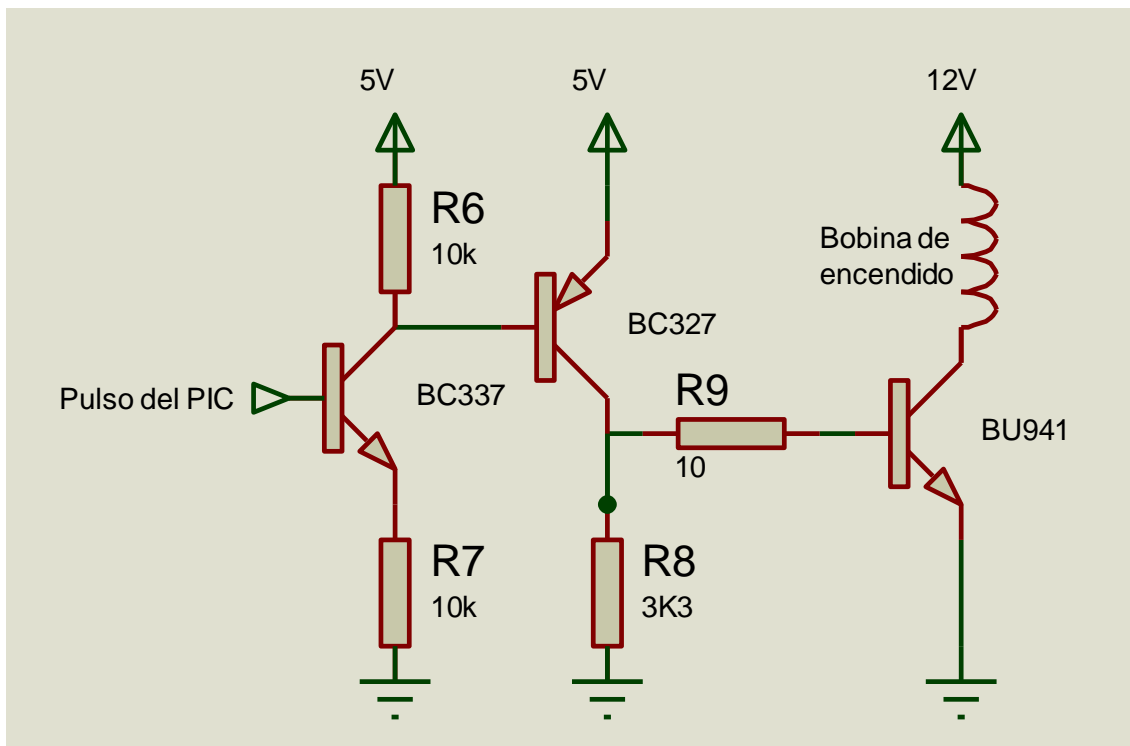 5V
5V
12V
R6
10k
Bobina de
encendido
BC327
Pulso del PIC
BC337
R9
10
BU941
R7
10k
R8
3K3